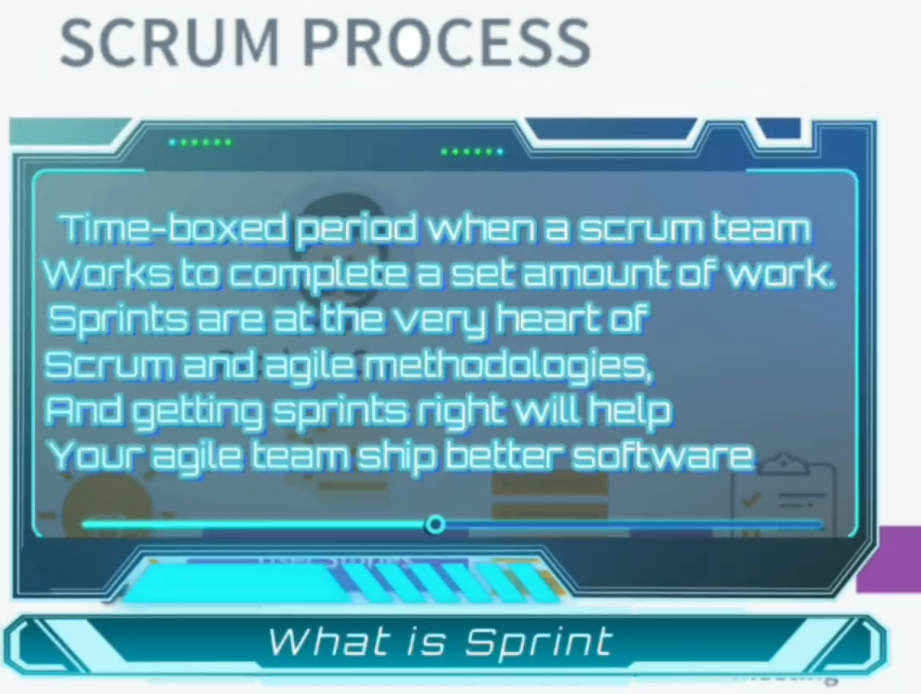 SCRUM PROCESS
Time-boxed period when a scrum team
Works to complete a set amount of work.
Sprints are at the very heart of
Scrum and agile methodologies,
And getting sprints right will help
Your agile team ship better software
User Stories
What is Sprint